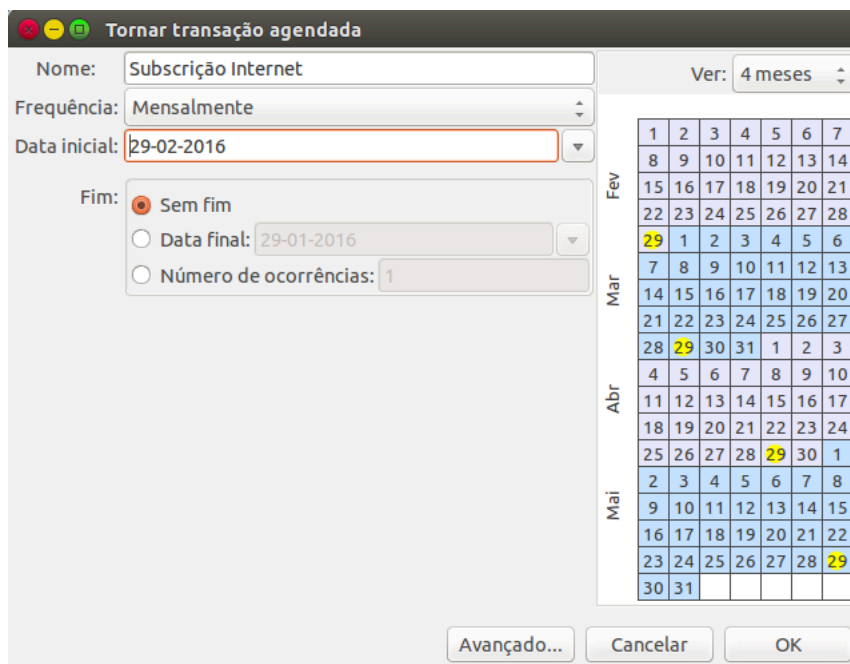 Tornar transação agendada
Nome: Subscrição Internet
Frequência: Mensalmente
Data inicial: 29-02-2016
Fim: Sem fim
Data final: 29-01-2016
Número de ocorrências: 1
Ver: 4 meses
Fev
1 2 3 4 5 6 7
8 9 10 11 12 13 14
15 16 17 18 19 20 21
22 23 24 25 26 27 28
29 1 2 3 4 5 6
Mar
7 8 9 10 11 12 13
14 15 16 17 18 19 20
21 22 23 24 25 26 27
28 29 30 31 1 2 3
Abr
4 5 6 7 8 9 10
11 12 13 14 15 16 17
18 19 20 21 22 23 24
25 26 27 28 29 30 1
Mai
2 3 4 5 6 7 8
9 10 11 12 13 14 15
16 17 18 19 20 21 22
23 24 25 26 27 28 29
30 31
Avançado... Cancelar OK